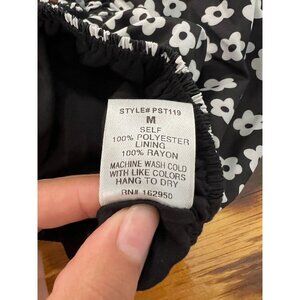 STYLE# PST119
M
SELF
100% POLYESTER
LINING
100% RAYON
MACHINE WASH COLD
WITH LIKE COLORS
HANG TO DRY
RN# 162950